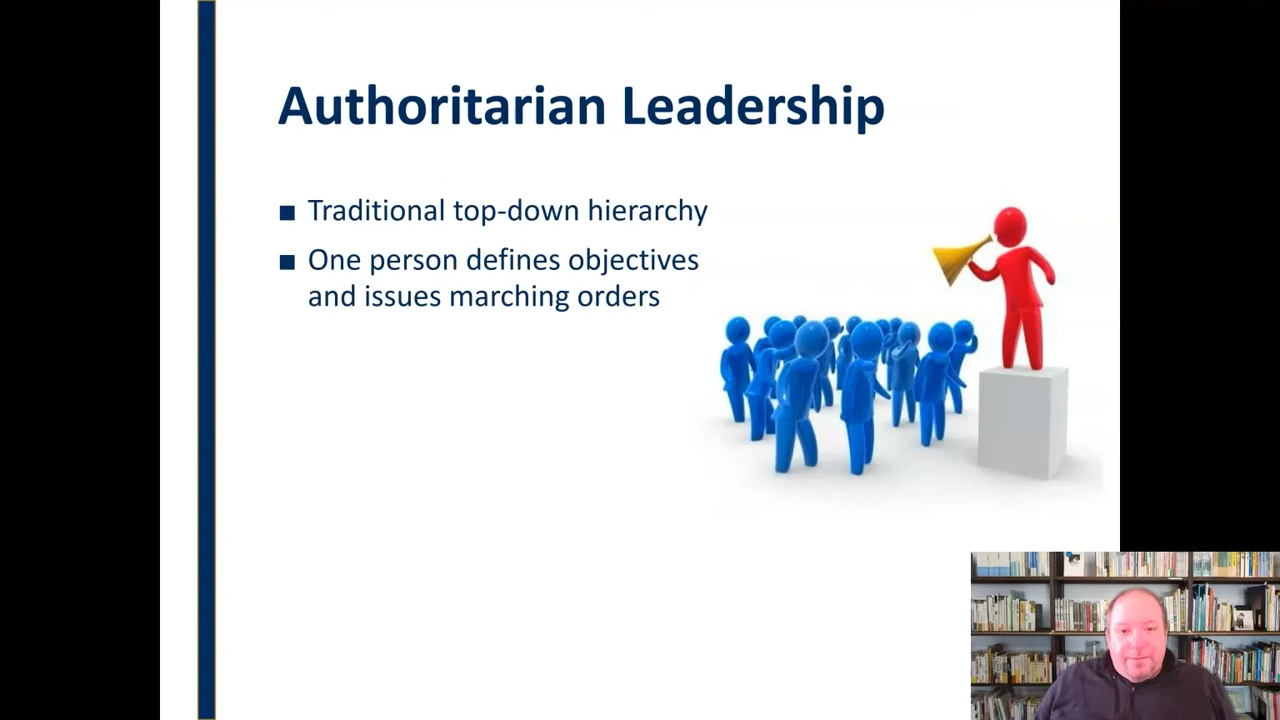 Authoritarian Leadership
■ Traditional top-down hierarchy
■ One person defines objectives
and issues marching orders